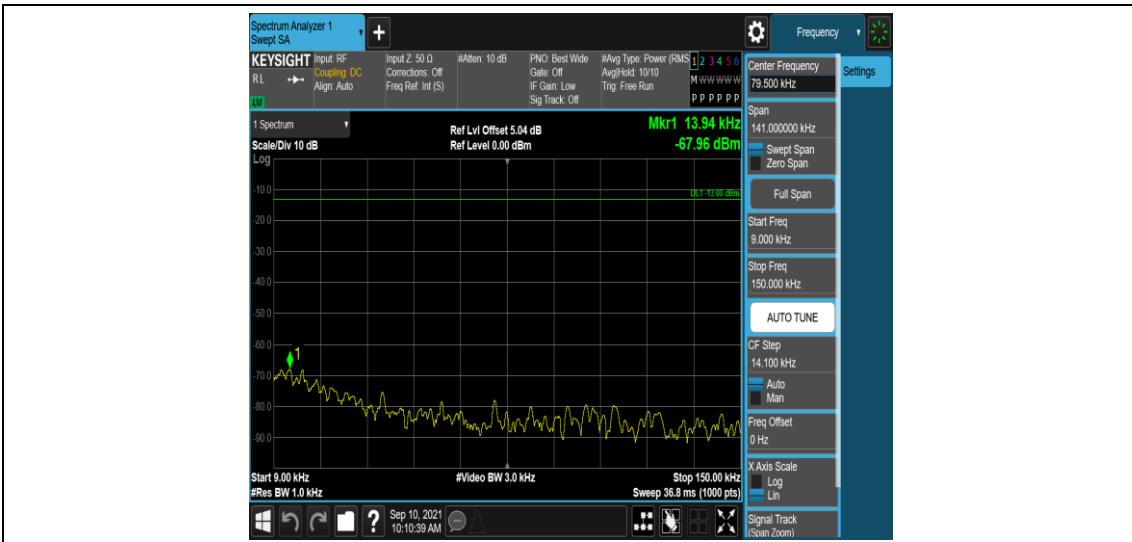 Spectrum Analyzer 1
Swept SA
Frequency
KEYSIGHT
R L
LXI
Input: RF
Coupling: DC
Align: Auto
Input Z: 50 Ω
Corrections: Off
Freq Ref: Int (S)
#Atten: 10 dB
PNO: Best Wide
Gate: Off
IF Gain: Low
Sig Track: Off
#Avg Type: Power (RMS
Avg|Hold: 10/10
Trig: Free Run
1 2 3 4 5 6
M W W W W W
P P P P P P
1 Spectrum
Scale/Div 10 dB
Ref Lvl Offset 5.04 dB
Ref Level 0.00 dBm
Mkr1 13.94 kHz
-67.96 dBm
Log
-10.0
DL1 -13.00 dBm
-20.0
-30.0
-40.0
-50.0
-60.0
1
-70.0
-80.0
-90.0
Start 9.00 kHz
#Res BW 1.0 kHz
#Video BW 3.0 kHz
Stop 150.00 kHz
Sweep 36.8 ms (1000 pts)
?
Sep 10, 2021
10:10:39 AM
Center Frequency
79.500 kHz
Settings
Span
141.000000 kHz
Swept Span
Zero Span
Full Span
Start Freq
9.000 kHz
Stop Freq
150.000 kHz
AUTO TUNE
CF Step
14.100 kHz
Auto
Man
Freq Offset
0 Hz
X Axis Scale
Log
Lin
Signal Track
(Span Zoom)